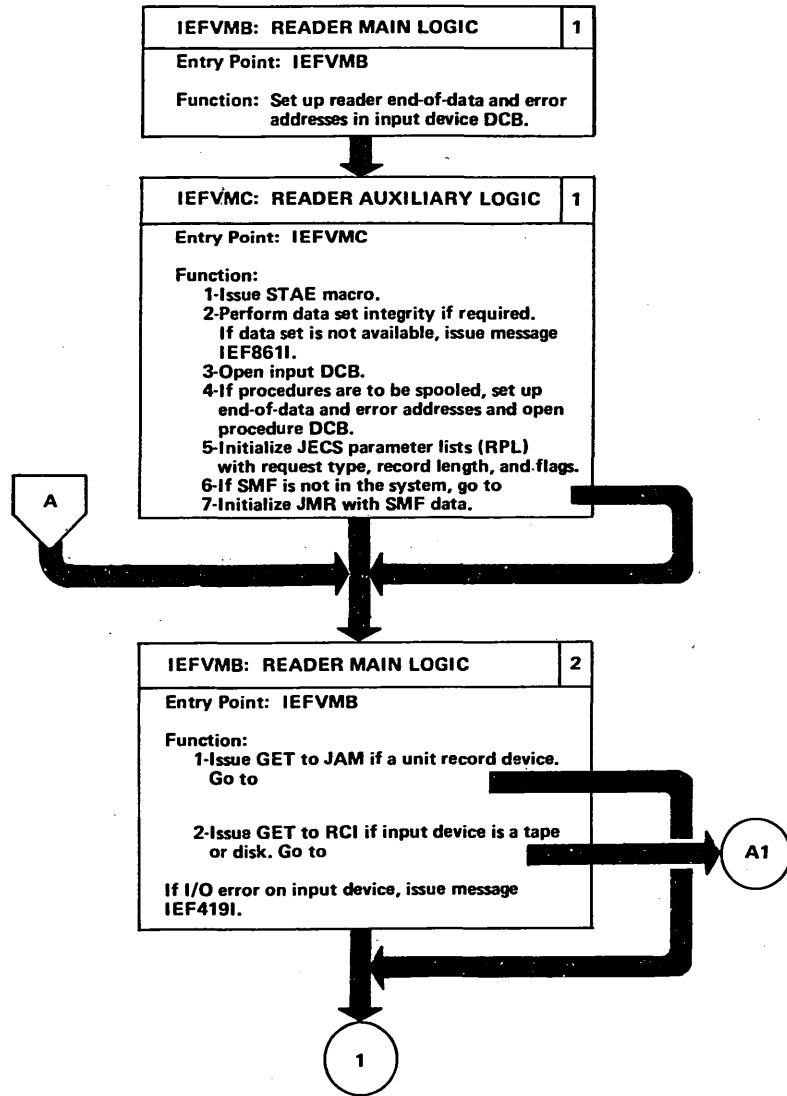 IEFVMB: READER MAIN LOGIC 1
Entry Point: IEFVMB
Function: Set up reader end-of-data and error
addresses in input device DCB.
IEFVMC: READER AUXILIARY LOGIC 1
Entry Point: IEFVMC
Function:
1-Issue STAE macro.
2-Perform data set integrity if required.
If data set is not available, issue message
IEF861I.
3-Open input DCB.
4-If procedures are to be spooled, set up
end-of-data and error addresses and open
procedure DCB.
5-Initialize JECS parameter lists (RPL)
with request type, record length, and flags.
6-If SMF is not in the system, go to
7-Initialize JMR with SMF data.
A
IEFVMB: READER MAIN LOGIC 2
Entry Point: IEFVMB
Function:
1-Issue GET to JAM if a unit record device.
Go to
2-Issue GET to RCI if input device is a tape
or disk. Go to
A1
If I/O error on input device, issue message
IEF419I.
1